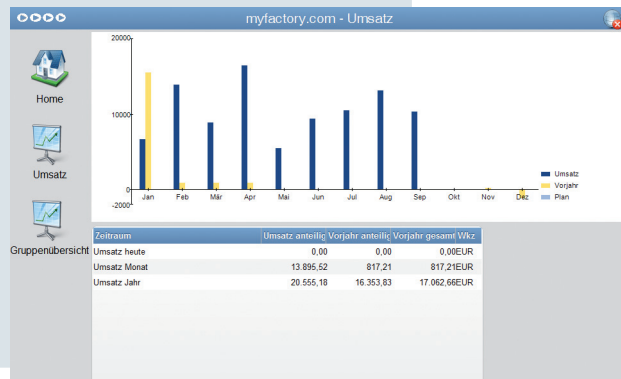 myfactory.com - Umsatz
Home
Umsatz
Gruppenübersicht
20000
10000
0
-2000
Jan Feb Mär Apr Mai Jun Jul Aug Sep Okt Nov Dez
Umsatz
Vorjahr
Plan
Zeitraum Umsatz anteilig Vorjahr anteilig Vorjahr gesamt Wkz
Umsatz heute 0,00 0,00 0,00EUR
Umsatz Monat 13.895,52 817,21 817,21EUR
Umsatz Jahr 20.555,18 16.353,83 17.062,66EUR